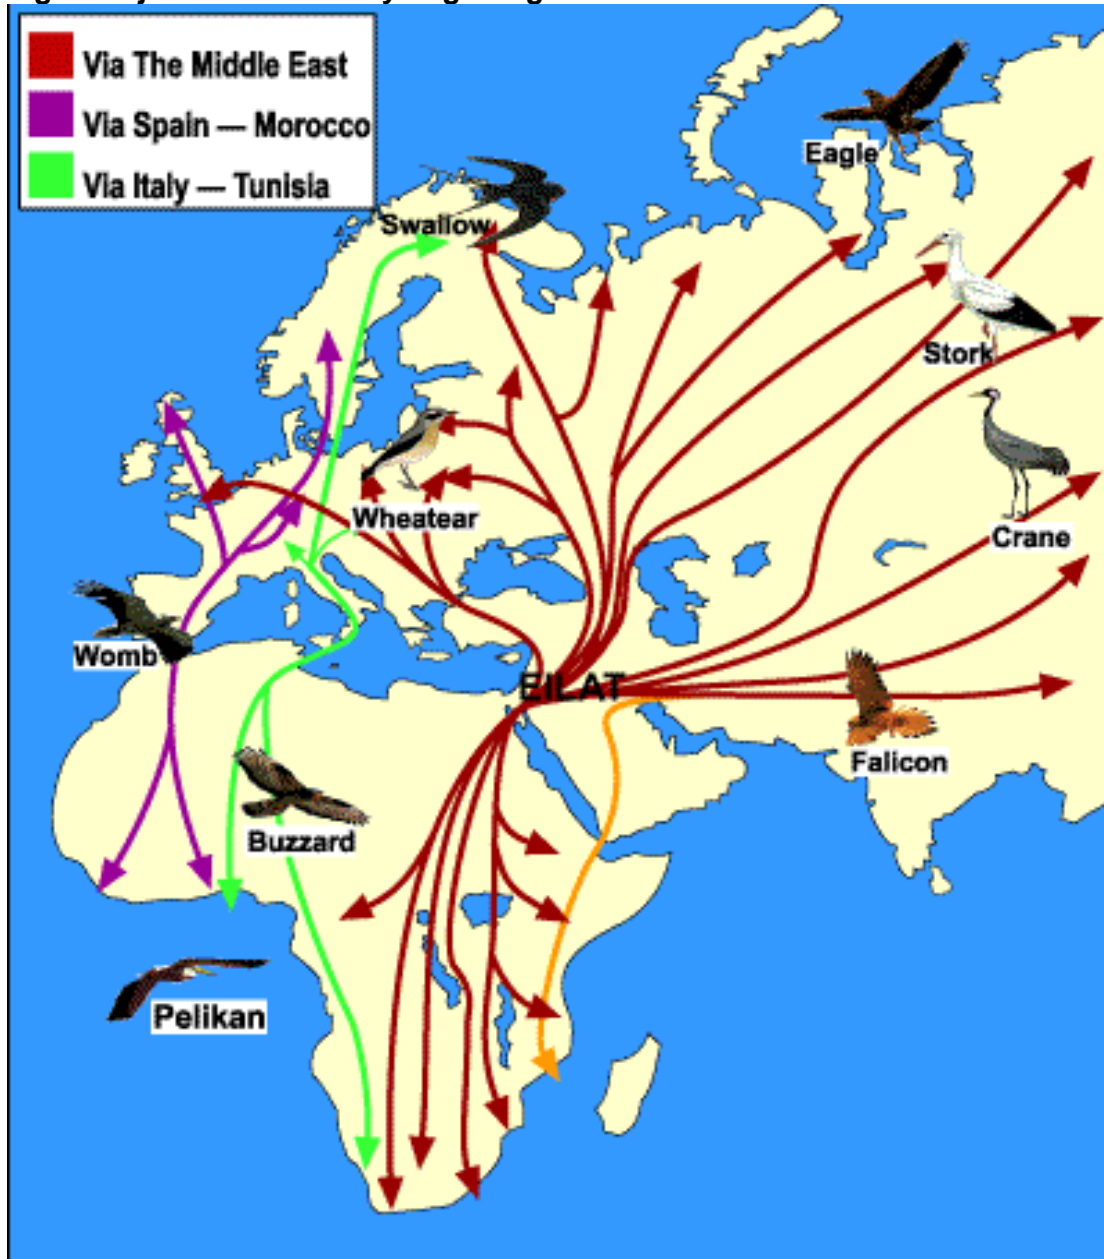 Via The Middle East
Via Spain — Morocco
Via Italy — Tunisia
Eagle
Swallow
Stork
Wheatear
Crane
Womb
EILAT
Falicon
Buzzard
Pelikan